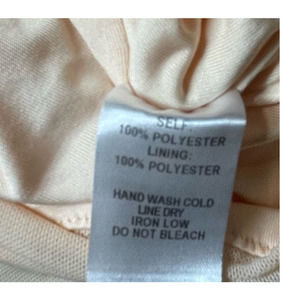 SELF:
100% POLYESTER
LINING:
100% POLYESTER
HAND WASH COLD
LINE DRY
IRON LOW
DO NOT BLEACH